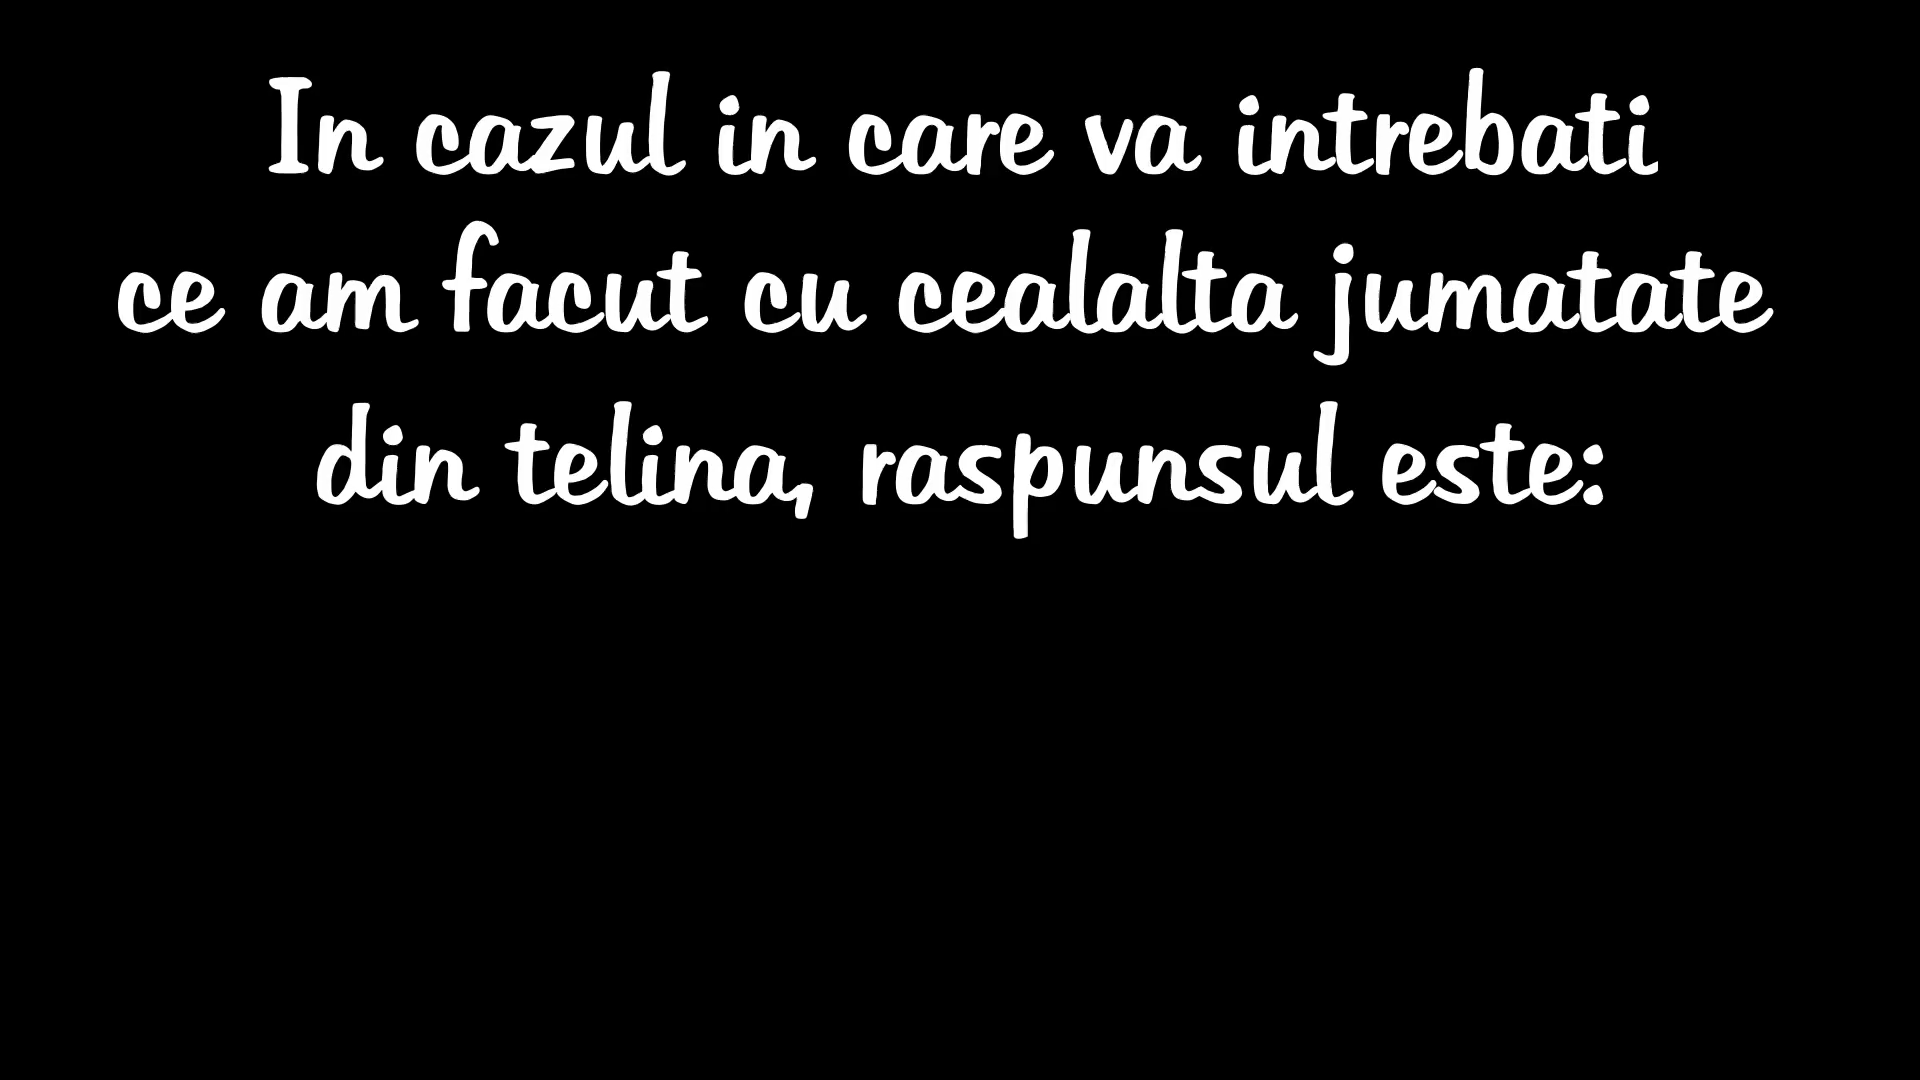 In cazul in care va intrebati
ce am facut cu cealalta jumatate
din telina, raspunsul este: